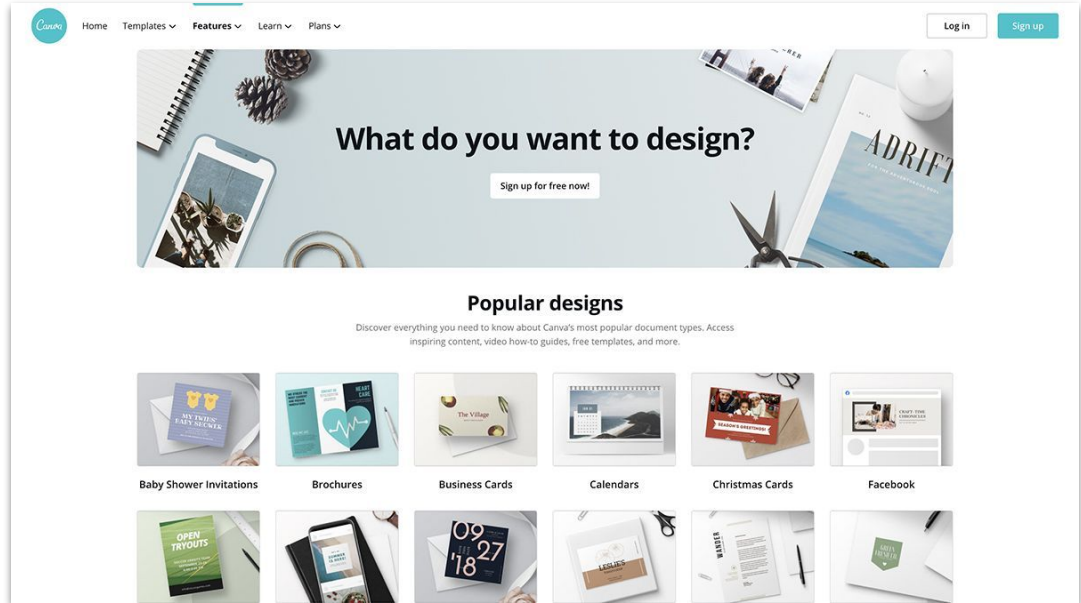 Canva
Home
Templates
Features
Learn
Plans
Log in
Sign up
What do you want to design?
Sign up for free now!
ADRIFT
Popular designs
Discover everything you need to know about Canva's most popular document types. Access
inspiring content, video how-to guides, free templates, and more.
MY TWINS'
BABY SHOWER
HEART
CARE
The Village
SEASON'S GREETINGS!
CRAFT TIME
CHRONICLES
Baby Shower Invitations
Brochures
Business Cards
Calendars
Christmas Cards
Facebook
OPEN
TRYOUTS
09
27
'18
LESLIE'S
WANDER